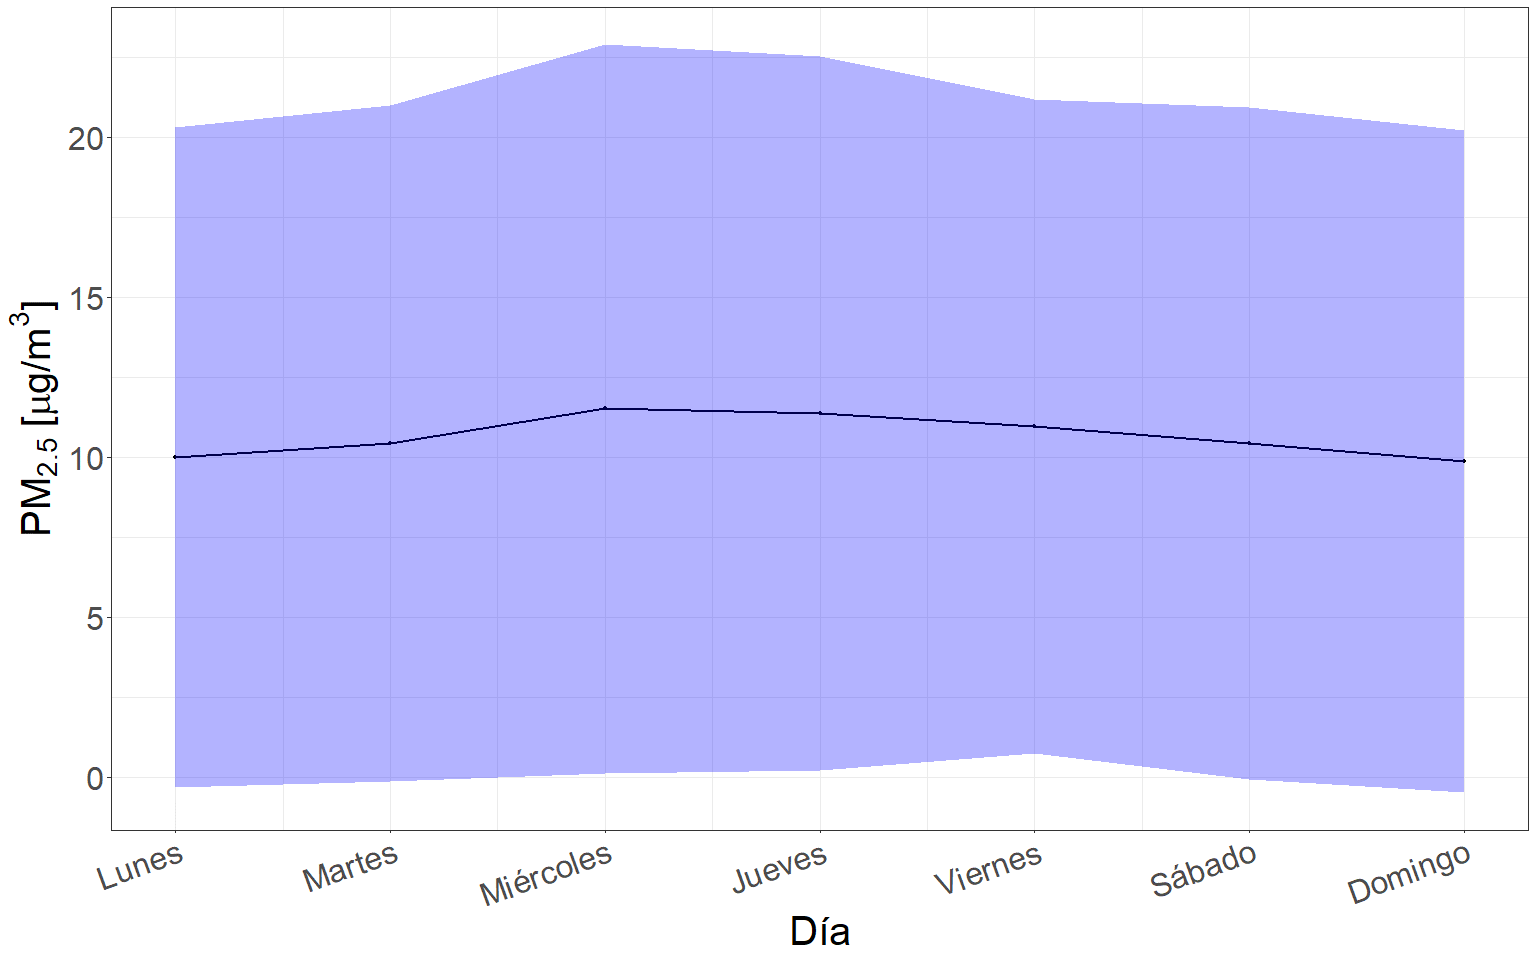 PM₂.₅ [μg/m³]
20
15
10
5
0
Lunes
Martes
Miércoles
Jueves
Viernes
Sábado
Domingo
Día